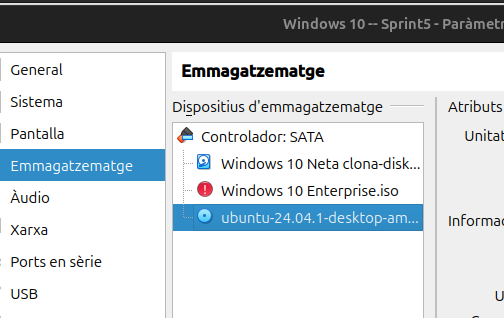 Windows 10 -- Sprint5 - Paràmetr
General
Sistema
Pantalla
Emmagatzematge
Àudio
Xarxa
Ports en sèrie
USB
Emmagatzematge
Dispositius d'emmagatzematge
Controlador: SATA
Windows 10 Neta clona-disk...
Windows 10 Enterprise.iso
ubuntu-24.04.1-desktop-am...
Atributs
Unitat
Informac
U